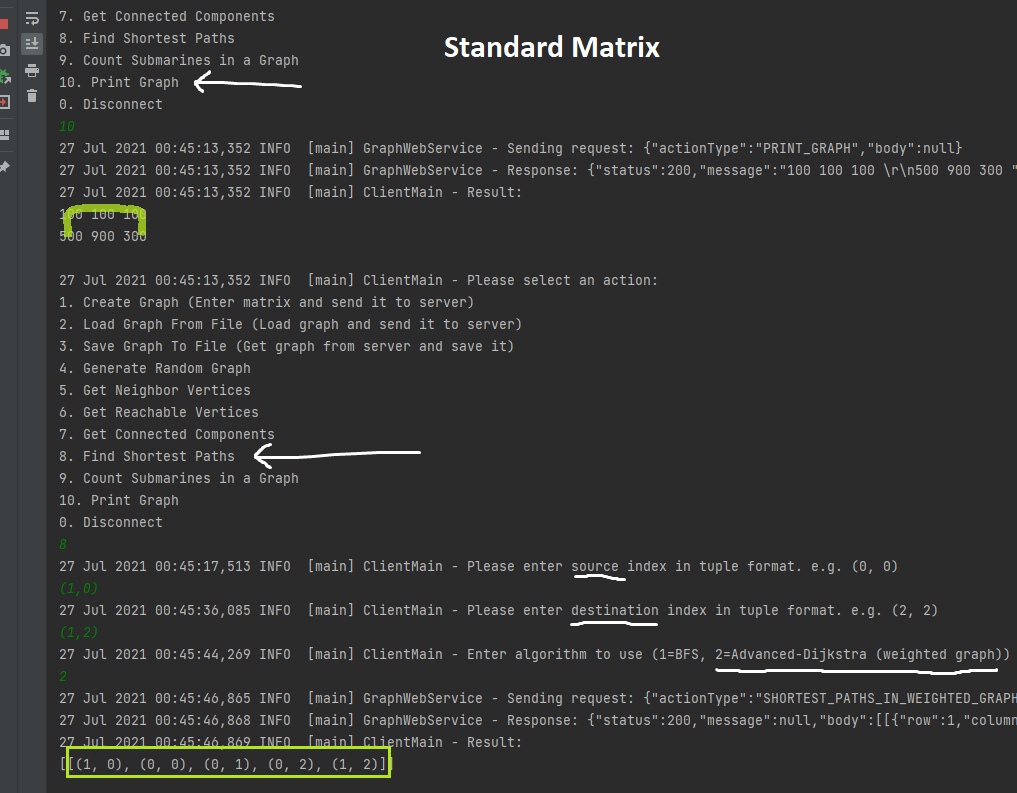 7. Get Connected Components
8. Find Shortest Paths
Standard Matrix
9. Count Submarines in a Graph
10. Print Graph
0. Disconnect
10
27 Jul 2021 00:45:13,352 INFO  [main] GraphWebService - Sending request: {"actionType":"PRINT_GRAPH","body":null}
27 Jul 2021 00:45:13,352 INFO  [main] GraphWebService - Response: {"status":200,"message":"100 100 100 \r\n500 900 300 "
27 Jul 2021 00:45:13,352 INFO  [main] ClientMain - Result:
100 100 100
500 900 300
27 Jul 2021 00:45:13,352 INFO  [main] ClientMain - Please select an action:
1. Create Graph (Enter matrix and send it to server)
2. Load Graph From File (Load graph and send it to server)
3. Save Graph To File (Get graph from server and save it)
4. Generate Random Graph
5. Get Neighbor Vertices
6. Get Reachable Vertices
7. Get Connected Components
8. Find Shortest Paths
9. Count Submarines in a Graph
10. Print Graph
0. Disconnect
8
27 Jul 2021 00:45:17,513 INFO  [main] ClientMain - Please enter source index in tuple format. e.g. (0, 0)
(1,0)
27 Jul 2021 00:45:36,085 INFO  [main] ClientMain - Please enter destination index in tuple format. e.g. (2, 2)
(1,2)
27 Jul 2021 00:45:44,269 INFO  [main] ClientMain - Enter algorithm to use (1=BFS, 2=Advanced-Dijkstra (weighted graph))
2
27 Jul 2021 00:45:46,865 INFO  [main] GraphWebService - Sending request: {"actionType":"SHORTEST_PATHS_IN_WEIGHTED_GRAPH
27 Jul 2021 00:45:46,868 INFO  [main] GraphWebService - Response: {"status":200,"message":null,"body":[[{"row":1,"column
27 Jul 2021 00:45:46,869 INFO  [main] ClientMain - Result:
[[(1, 0), (0, 0), (0, 1), (0, 2), (1, 2)]]